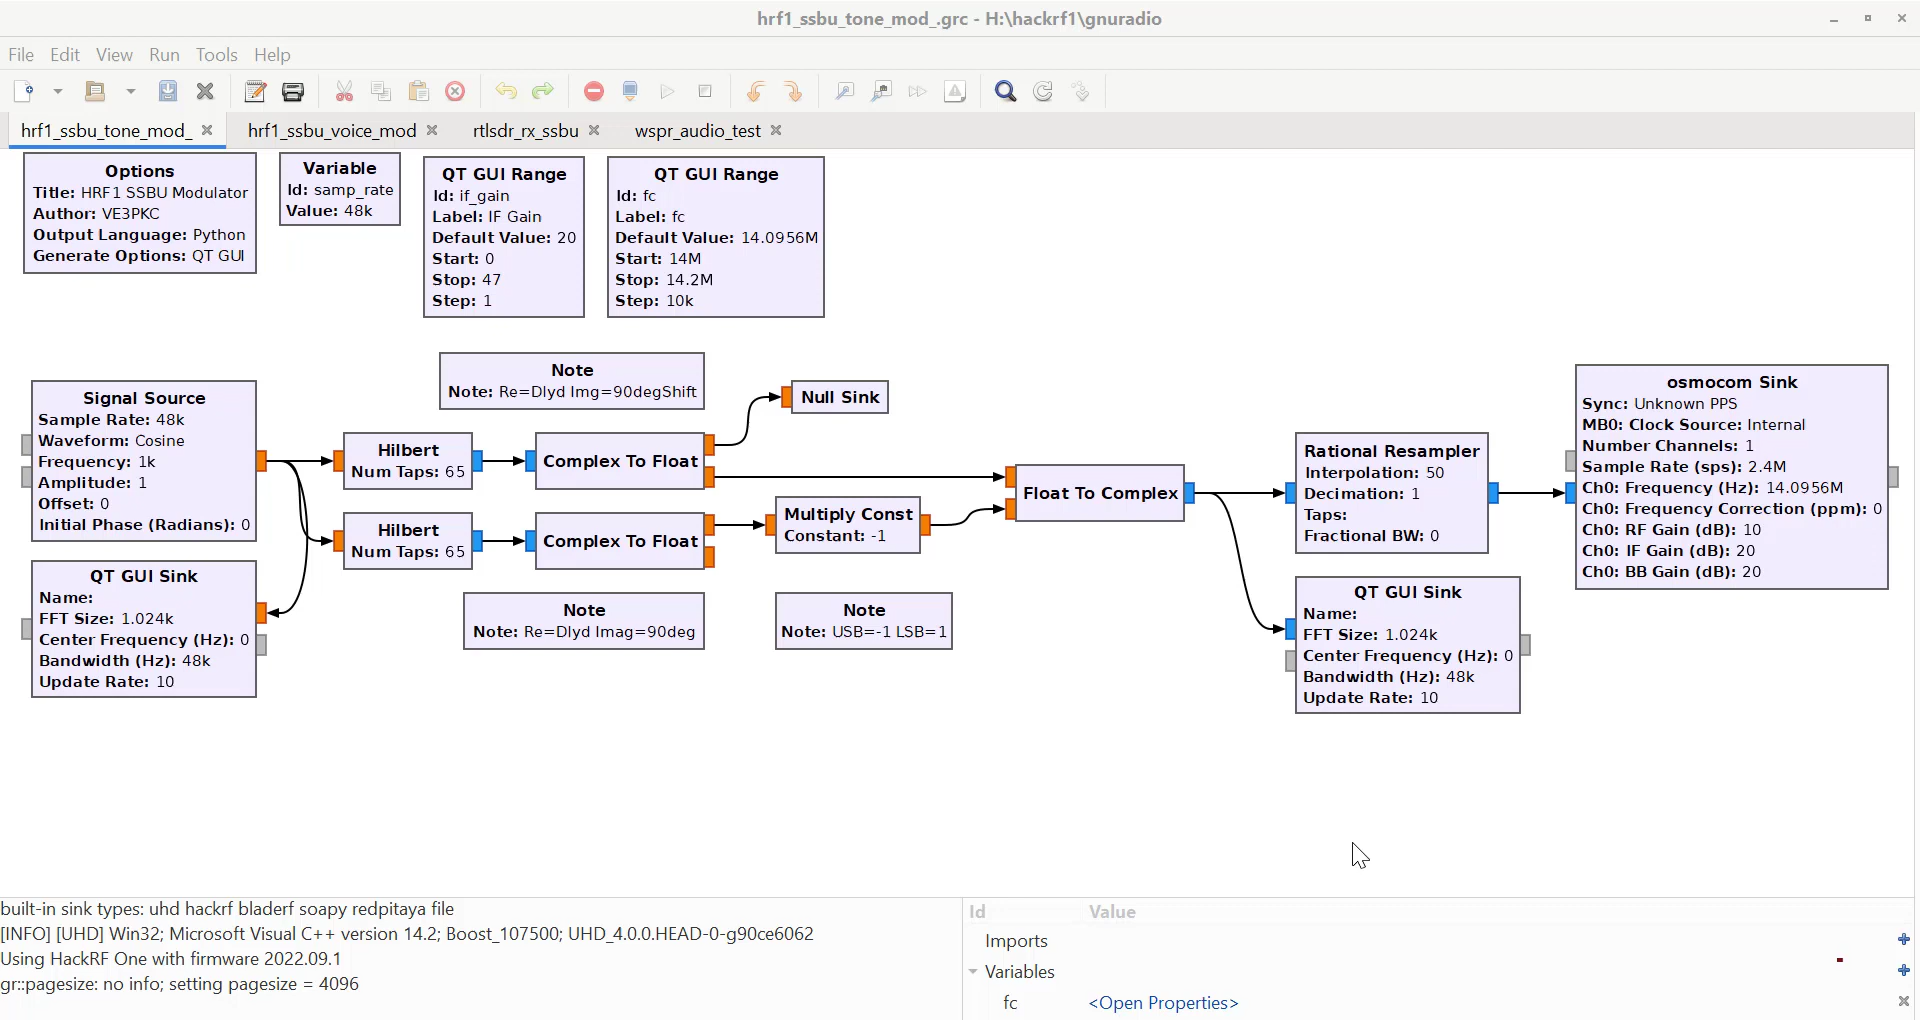 hrf1_ssbu_tone_mod_.grc - H:\hackrf1\gnuradio
File Edit View Run Tools Help
hrf1_ssbu_tone_mod_ hrf1_ssbu_voice_mod rtlsdr_rx_ssbu wspr_audio_test
Options
Title: HRF1 SSBU Modulator
Author: VE3PKC
Output Language: Python
Generate Options: QT GUI
Variable
Id: samp_rate
Value: 48k
QT GUI Range
Id: if_gain
Label: IF Gain
Default Value: 20
Start: 0
Stop: 47
Step: 1
QT GUI Range
Id: fc
Label: fc
Default Value: 14.0956M
Start: 14M
Stop: 14.2M
Step: 10k
Note
Note: Re=Dlyd Img=90degShift
Signal Source
Sample Rate: 48k
Waveform: Cosine
Frequency: 1k
Amplitude: 1
Offset: 0
Initial Phase (Radians): 0
Hilbert
Num Taps: 65
Complex To Float
Null Sink
Hilbert
Num Taps: 65
Complex To Float
Multiply Const
Constant: -1
Float To Complex
Rational Resampler
Interpolation: 50
Decimation: 1
Taps:
Fractional BW: 0
osmocom Sink
Sync: Unknown PPS
MB0: Clock Source: Internal
Number Channels: 1
Sample Rate (sps): 2.4M
Ch0: Frequency (Hz): 14.0956M
Ch0: Frequency Correction (ppm): 0
Ch0: RF Gain (dB): 10
Ch0: IF Gain (dB): 20
Ch0: BB Gain (dB): 20
QT GUI Sink
Name:
FFT Size: 1.024k
Center Frequency (Hz): 0
Bandwidth (Hz): 48k
Update Rate: 10
Note
Note: Re=Dlyd Imag=90deg
Note
Note: USB=-1 LSB=1
QT GUI Sink
Name:
FFT Size: 1.024k
Center Frequency (Hz): 0
Bandwidth (Hz): 48k
Update Rate: 10
built-in sink types: uhd hackrf bladerf soapy redpitaya file
[INFO] [UHD] Win32; Microsoft Visual C++ version 14.2; Boost_107500; UHD_4.0.0.HEAD-0-g90ce6062
Using HackRF One with firmware 2022.09.1
gr::pagesize: no info; setting pagesize = 4096
Id Value
Imports
Variables
fc <Open Properties>